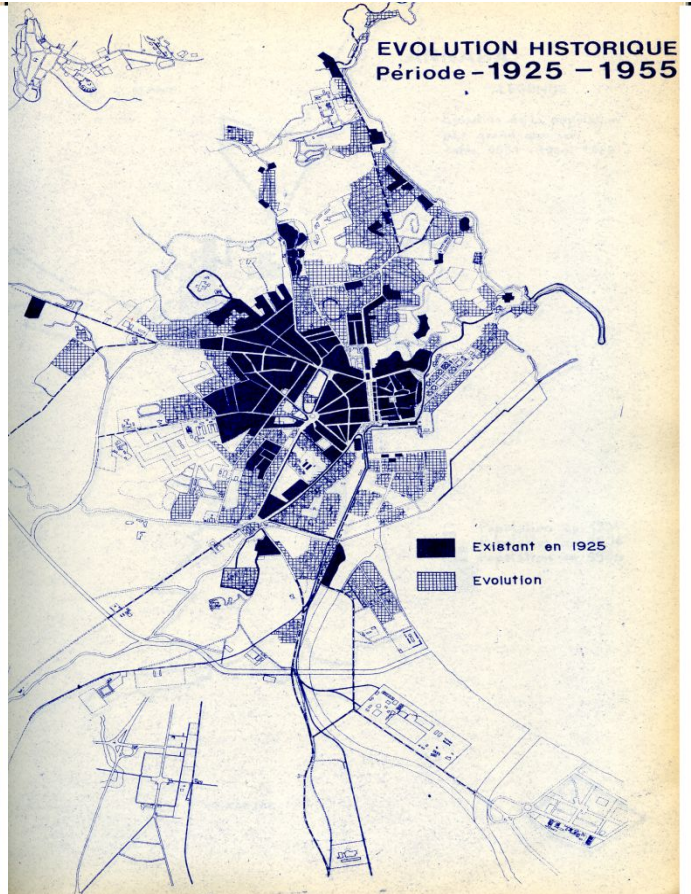 EVOLUTION HISTORIQUE
Période - 1925 - 1955
Existant en 1925
Evolution